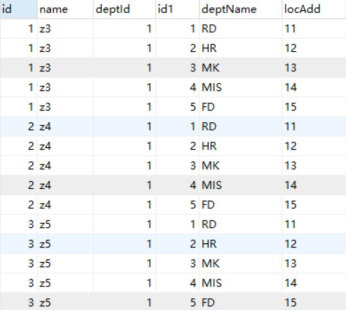 id name deptId id1 deptName locAdd
1 z3 1 1 RD 11
1 z3 1 2 HR 12
1 z3 1 3 MK 13
1 z3 1 4 MIS 14
1 z3 1 5 FD 15
2 z4 1 1 RD 11
2 z4 1 2 HR 12
2 z4 1 3 MK 13
2 z4 1 4 MIS 14
2 z4 1 5 FD 15
3 z5 1 1 RD 11
3 z5 1 2 HR 12
3 z5 1 3 MK 13
3 z5 1 4 MIS 14
3 z5 1 5 FD 15